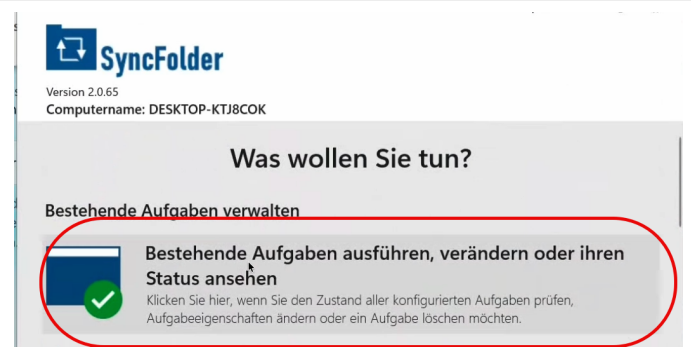 SyncFolder
Version 2.0.65
Computername: DESKTOP-KTJ8COK
Was wollen Sie tun?
Bestehende Aufgaben verwalten
Bestehende Aufgaben ausführen, verändern oder ihren
Status ansehen
Klicken Sie hier, wenn Sie den Zustand aller konfigurierten Aufgaben prüfen,
Aufgabeeigenschaften ändern oder ein Aufgabe löschen möchten.